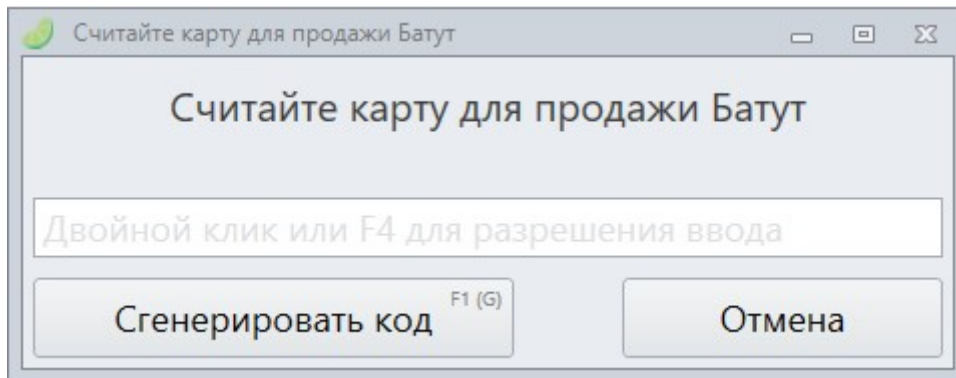 Считайте карту для продажи Батут
Считайте карту для продажи Батут
Двойной клик или F4 для разрешения ввода
Сгенерировать код F1 (G)
Отмена